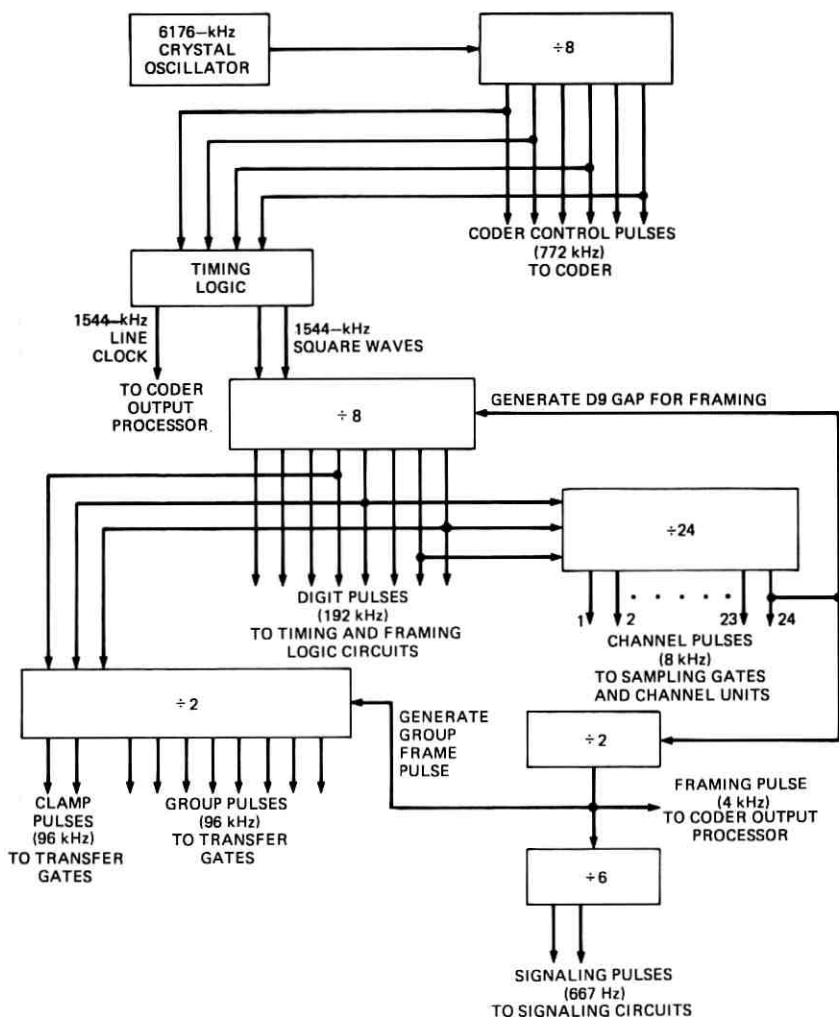 6176-kHz
CRYSTAL
OSCILLATOR
÷8
CODER CONTROL PULSES
(772 kHz)
TO CODER
TIMING
LOGIC
1544-kHz
LINE
CLOCK
1544-kHz
SQUARE WAVES
TO CODER
OUTPUT
PROCESSOR
÷8
GENERATE D9 GAP FOR FRAMING
÷24
DIGIT PULSES
(192 kHz)
TO TIMING AND FRAMING
LOGIC CIRCUITS
1 2 . . . . . 23 24
CHANNEL PULSES
(8 kHz)
TO SAMPLING GATES
AND CHANNEL UNITS
÷2
GENERATE
GROUP
FRAME
PULSE
÷2
CLAMP
PULSES
(96 kHz)
TO TRANSFER
GATES
GROUP PULSES
(96 kHz)
TO TRANSFER
GATES
FRAMING PULSE
(4 kHz)
TO CODER OUTPUT
PROCESSOR
÷6
SIGNALING PULSES
(667 Hz)
TO SIGNALING CIRCUITS